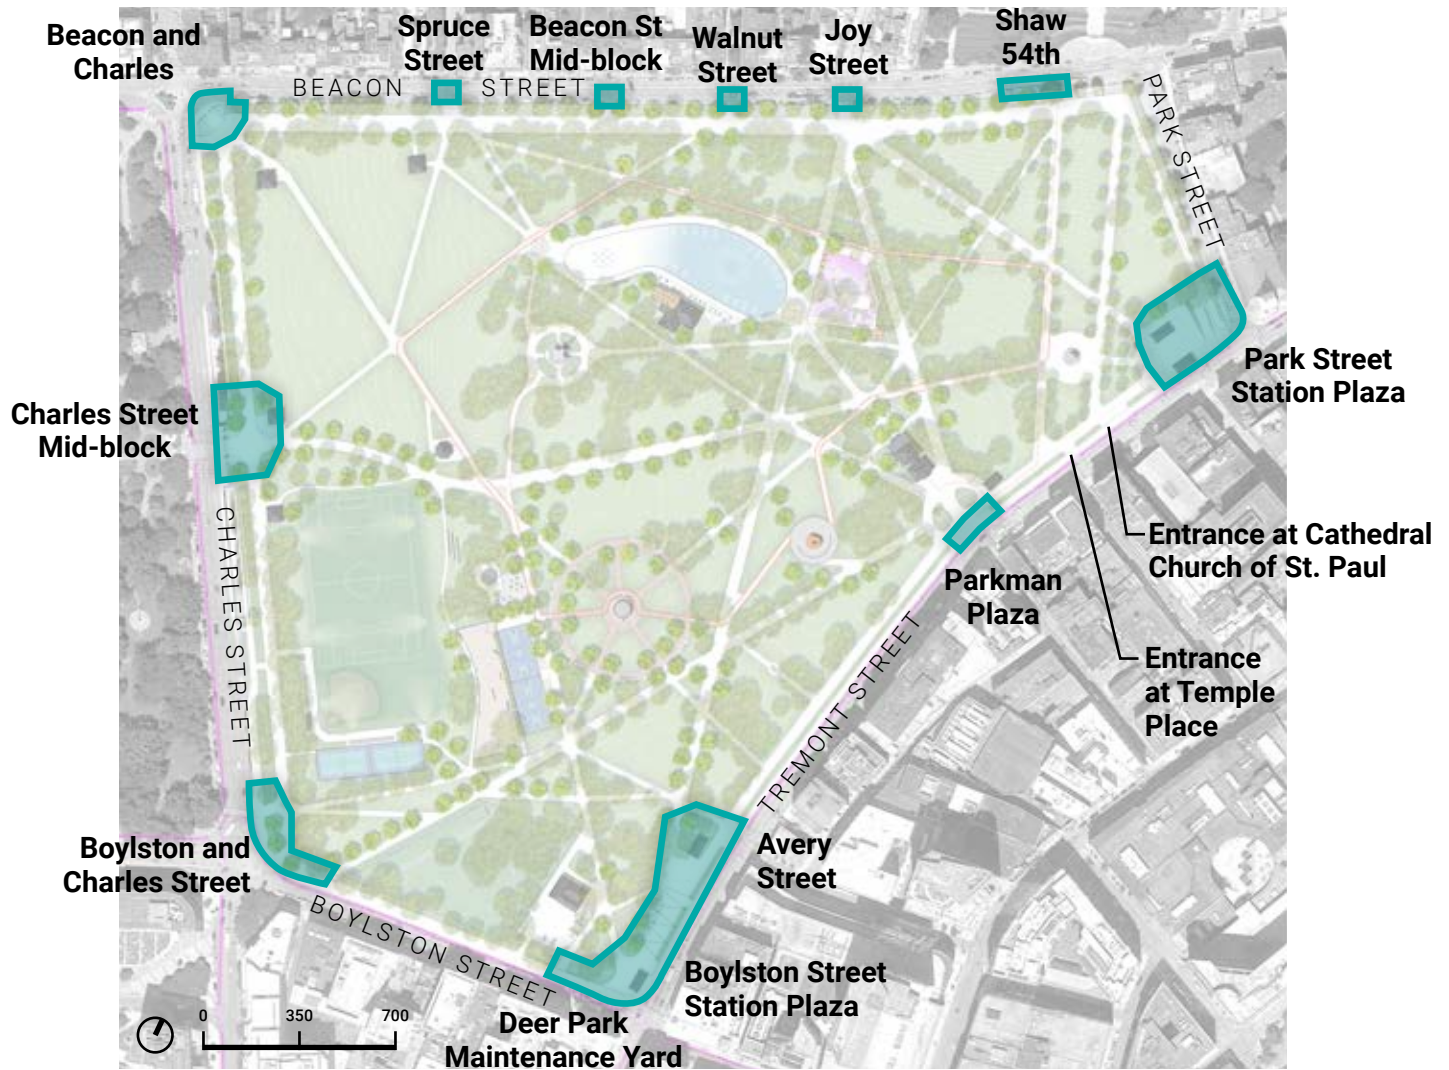 Beacon and
Charles
Spruce
Street
Beacon St
Mid-block
Walnut
Street
Joy
Street
Shaw
54th
BEACON STREET
PARK STREET
Park Street
Station Plaza
Charles Street
Mid-block
CHARLES STREET
Entrance at Cathedral
Church of St. Paul
Parkman
Plaza
Entrance
at Temple
Place
TREMONT STREET
Avery
Street
Boylston and
Charles Street
BOYLSTON STREET
Boylston Street
Station Plaza
Deer Park
Maintenance Yard
0 350 700